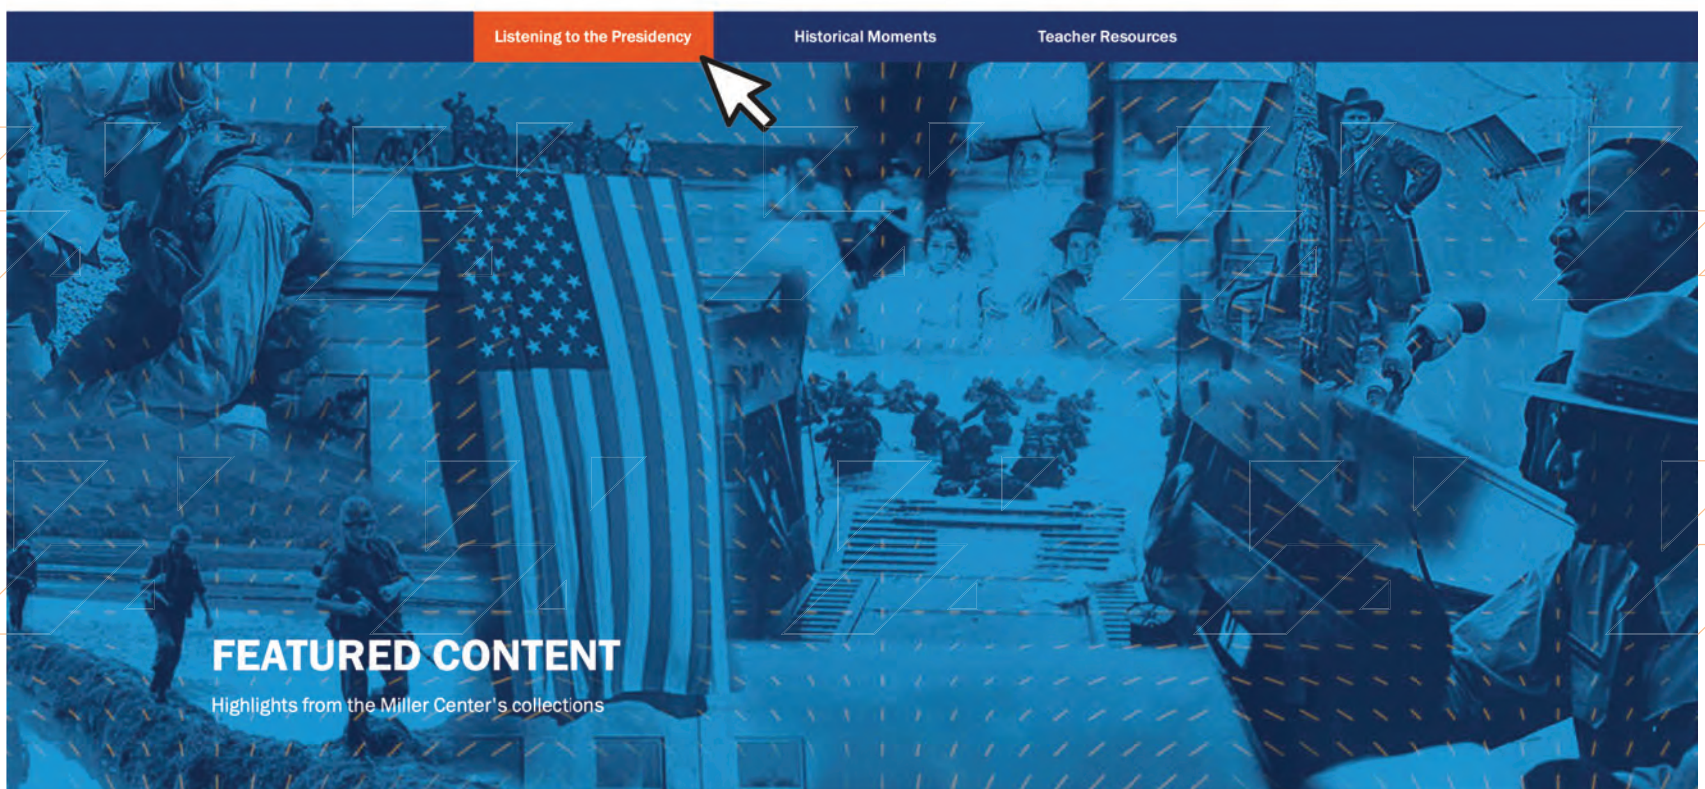 Listening to the Presidency
Historical Moments
Teacher Resources
FEATURED CONTENT
Highlights from the Miller Center's collections